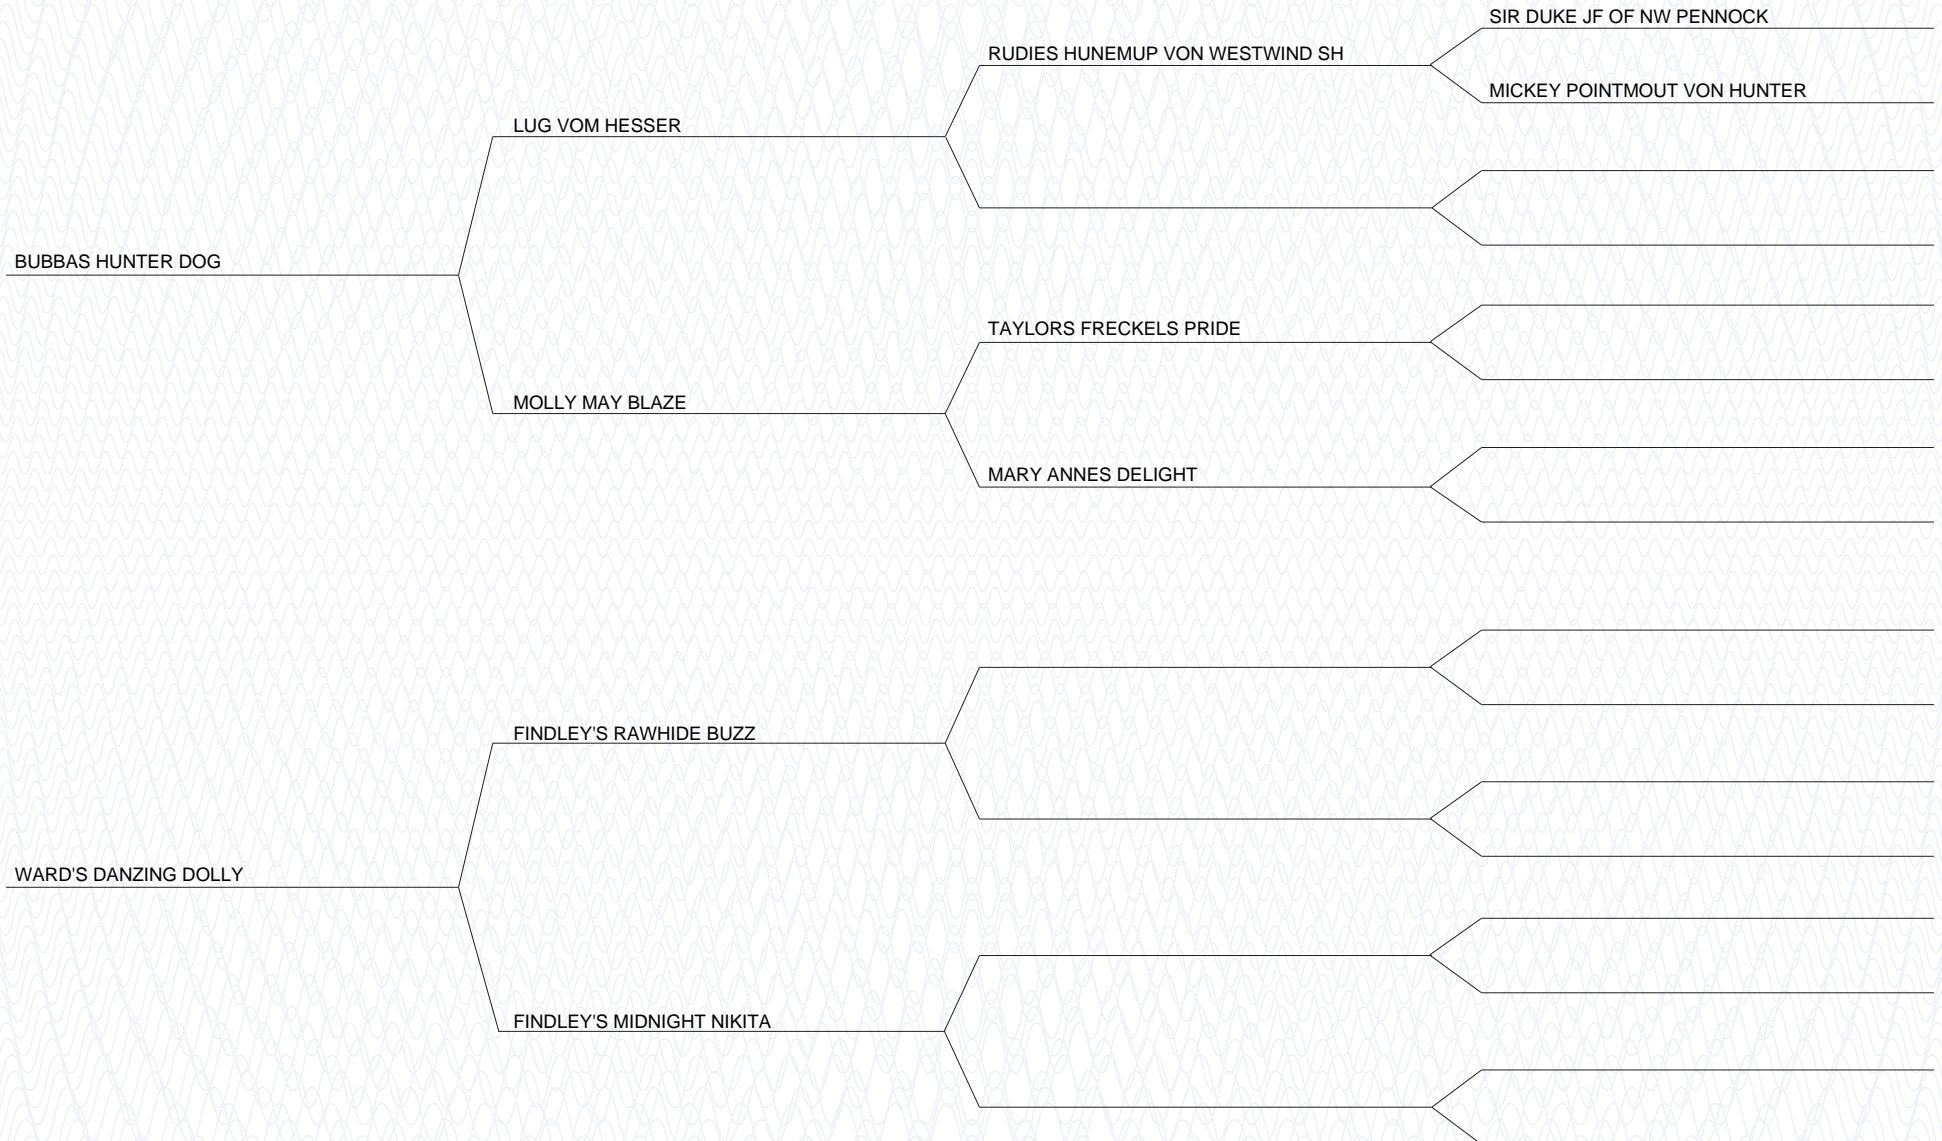 SIR DUKE JF OF NW PENNOCK
RUDIES HUNEMUP VON WESTWIND SH
MICKEY POINTMOUT VON HUNTER
LUG VOM HESSER
BUBBAS HUNTER DOG
TAYLORS FRECKELS PRIDE
MOLLY MAY BLAZE
MARY ANNES DELIGHT
FINDLEY'S RAWHIDE BUZZ
WARD'S DANZING DOLLY
FINDLEY'S MIDNIGHT NIKITA